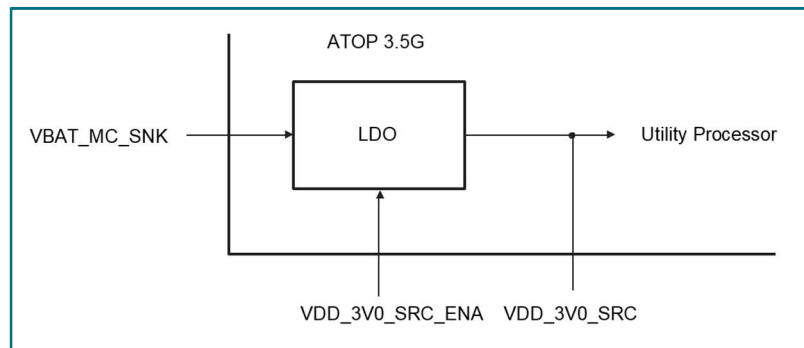 ATOP 3.5G
VBAT_MC_SNK
LDO
Utility Processor
VDD_3V0_SRC_ENA
VDD_3V0_SRC